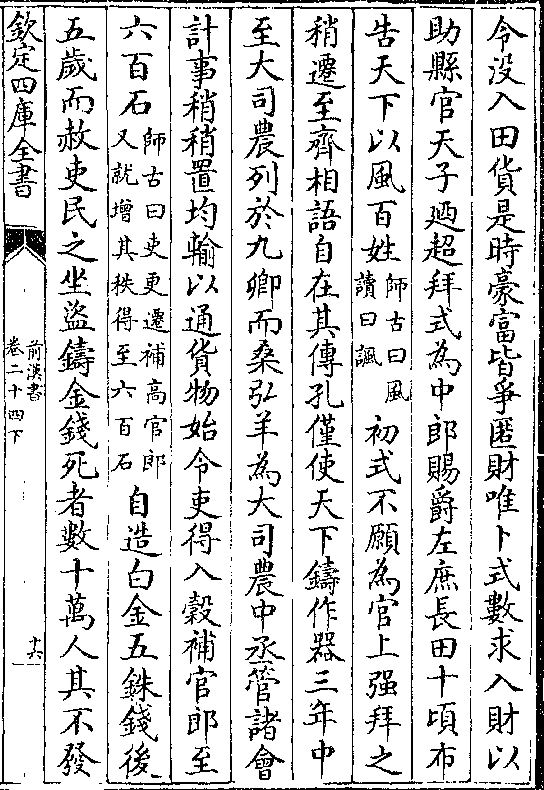 令没入田貨是時豪富皆爭匿財唯卜式數求入財以
助縣官天子廼超拜式為中郎賜爵左庶長田十頃布
告天下以風百姓師古曰風讀曰諷初式不願為官上强拜之
稍遷至齊相語自在其傳孔僅使天下鑄作器三年中
至大司農列於九卿而桑弘羊為大司農中丞管諸會
計事稍稍置均輸以通貨物始令吏得入穀補官郎至
六百石師古曰吏更遷補高官郎又就增其秩得至六百石自造白金五銖錢後
五歲而赦吏民之坐盜鑄金錢死者數十萬人其不發
欽定四庫全書
前漢書
卷二十四下
十六